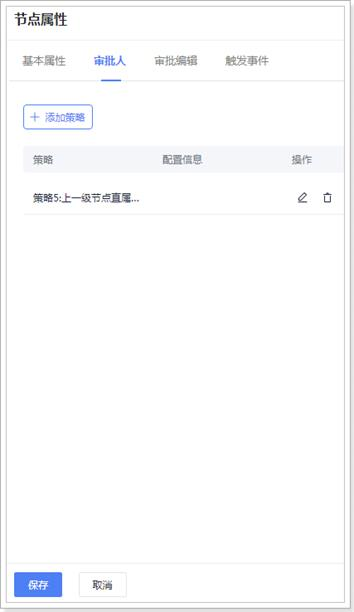 节点属性
基本属性 审批人 审批编辑 触发事件
+ 添加策略
策略 配置信息 操作
策略5:上一级节点直属...
保存 取消